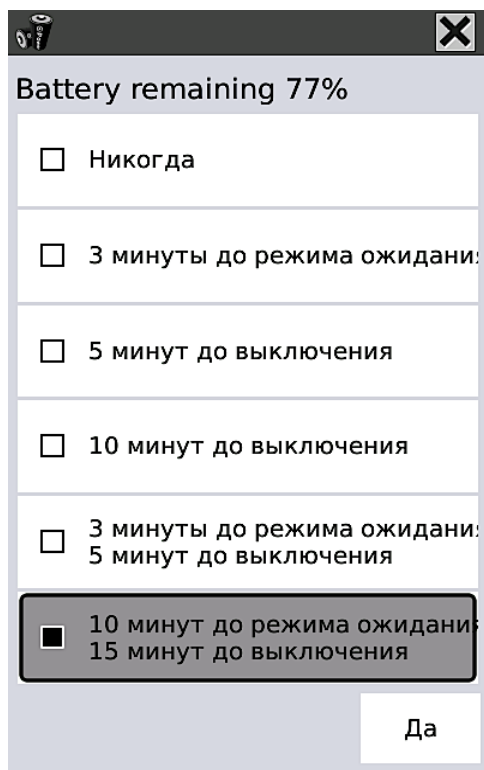 Battery remaining 77%
Никогда
3 минуты до режима ожидани
5 минут до выключения
10 минут до выключения
3 минуты до режима ожидани
5 минут до выключения
10 минут до режима ожидани
15 минут до выключения
Да